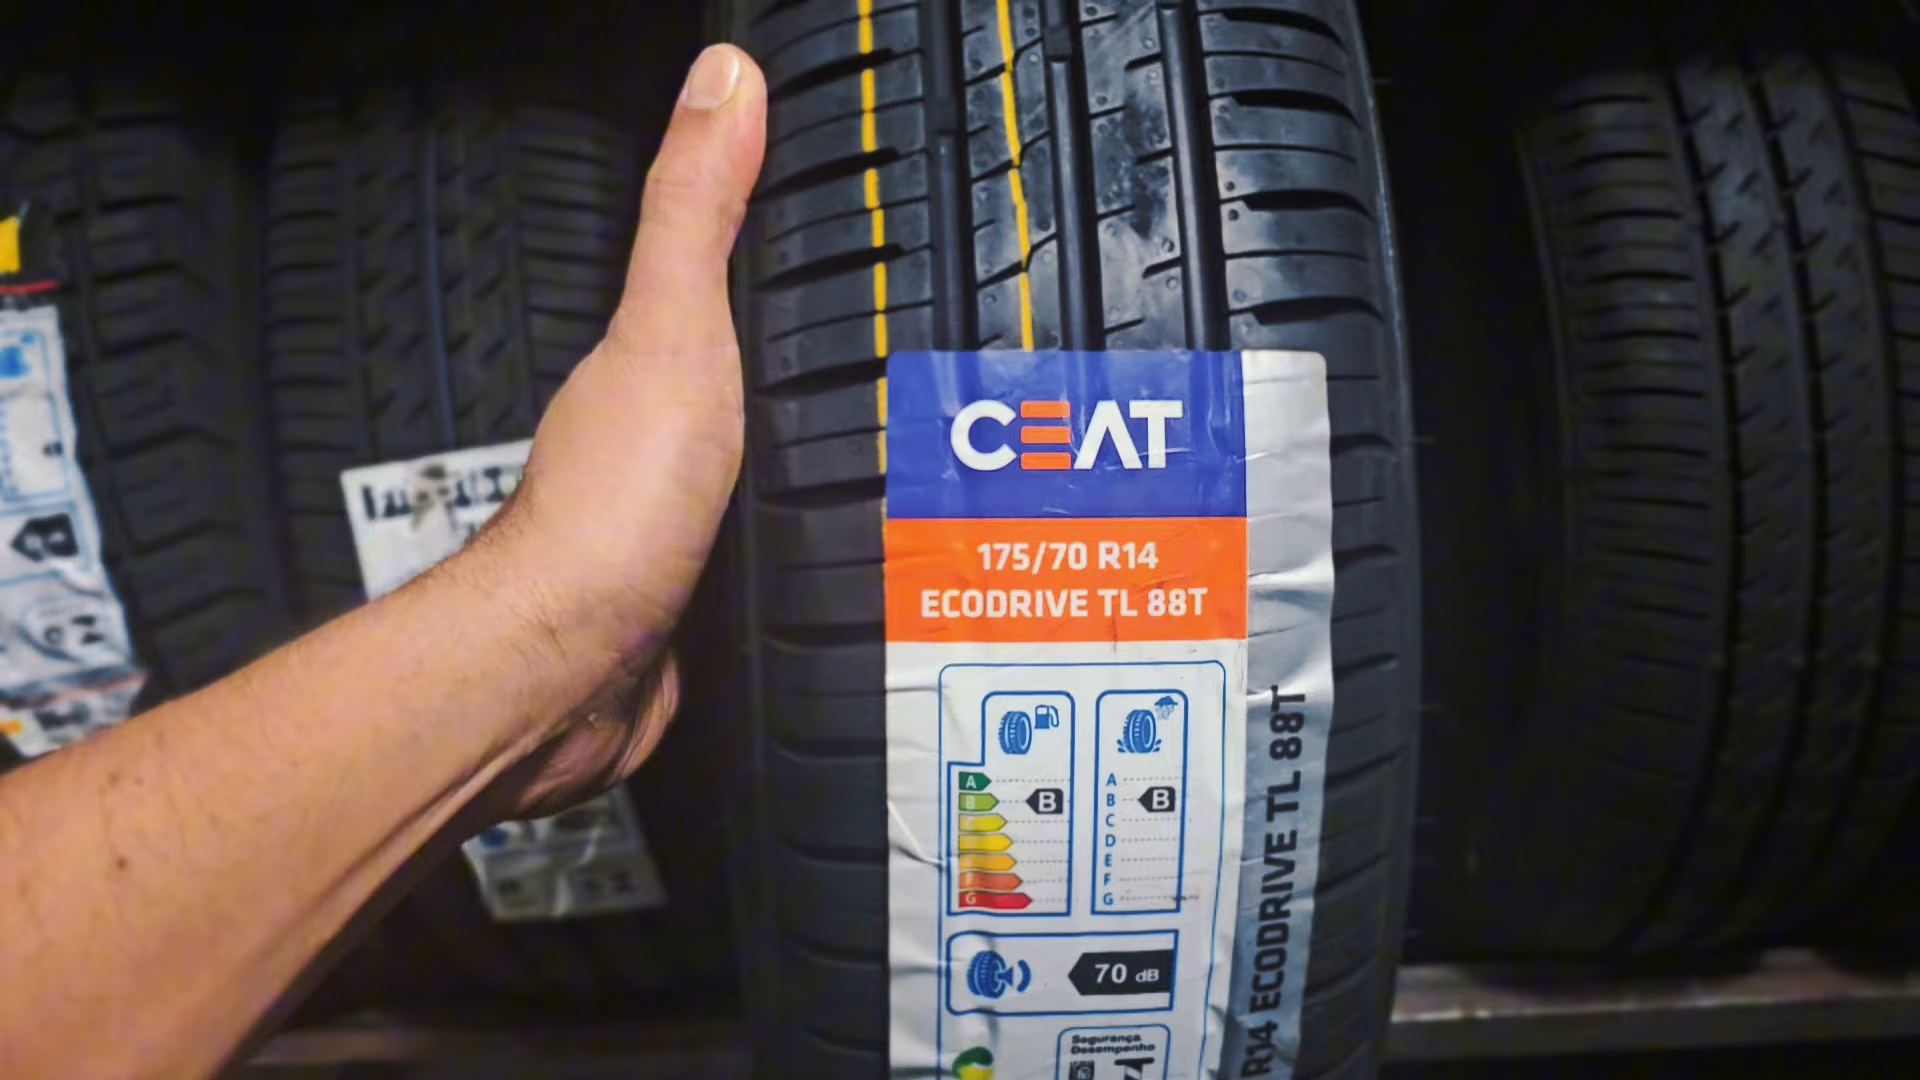 CEAT
175/70 R14
ECODRIVE TL 88T
A
B
F
G
B
A
B
C
D
E
F
G
B
70 dB
Segurança
Desempenho
R14 ECODRIVE TL 88T